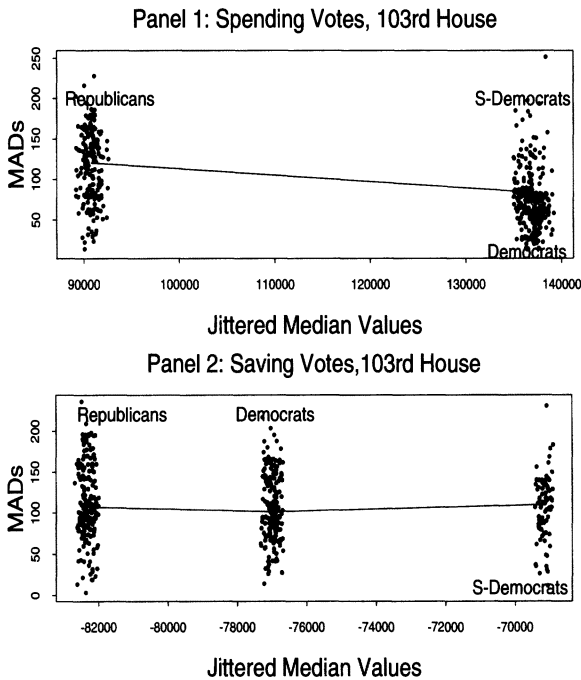 Panel 1: Spending Votes, 103rd House
MADs
250
200
150
100
50
Republicans
S-Democrats
Democrats
90000 100000 110000 120000 130000 140000
Jittered Median Values
Panel 2: Saving Votes,103rd House
MADs
200
150
100
50
0
Republicans
Democrats
S-Democrats
-82000 -80000 -78000 -76000 -74000 -72000 -70000
Jittered Median Values